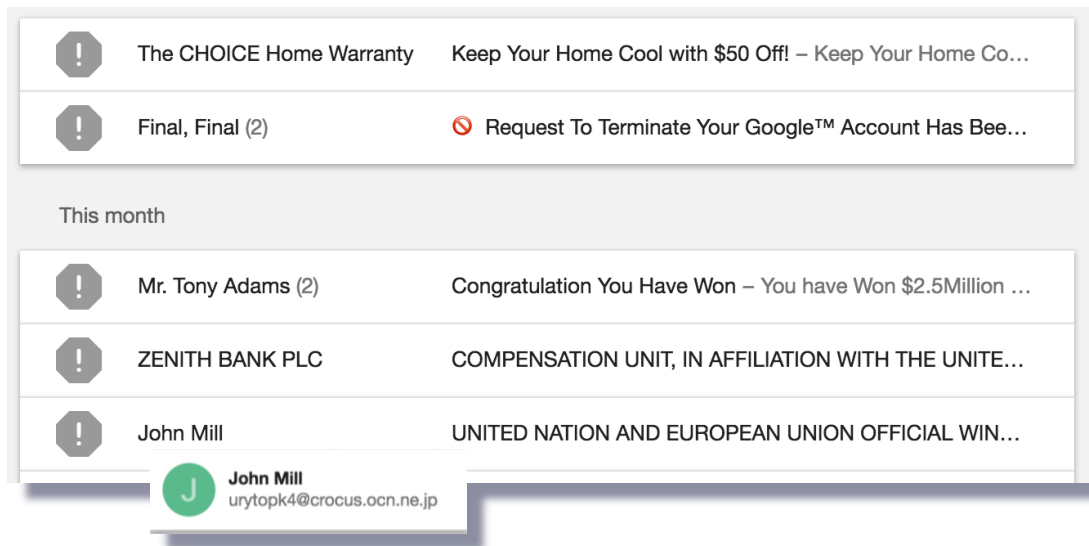 The CHOICE Home Warranty Keep Your Home Cool with $50 Off! – Keep Your Home Co...
Final, Final (2) 🚫 Request To Terminate Your Google™ Account Has Bee...
This month
Mr. Tony Adams (2) Congratulation You Have Won – You have Won $2.5Million ...
ZENITH BANK PLC COMPENSATION UNIT, IN AFFILIATION WITH THE UNITE...
John Mill UNITED NATION AND EUROPEAN UNION OFFICIAL WIN...
J
John Mill
urytopk4@crocus.ocn.ne.jp